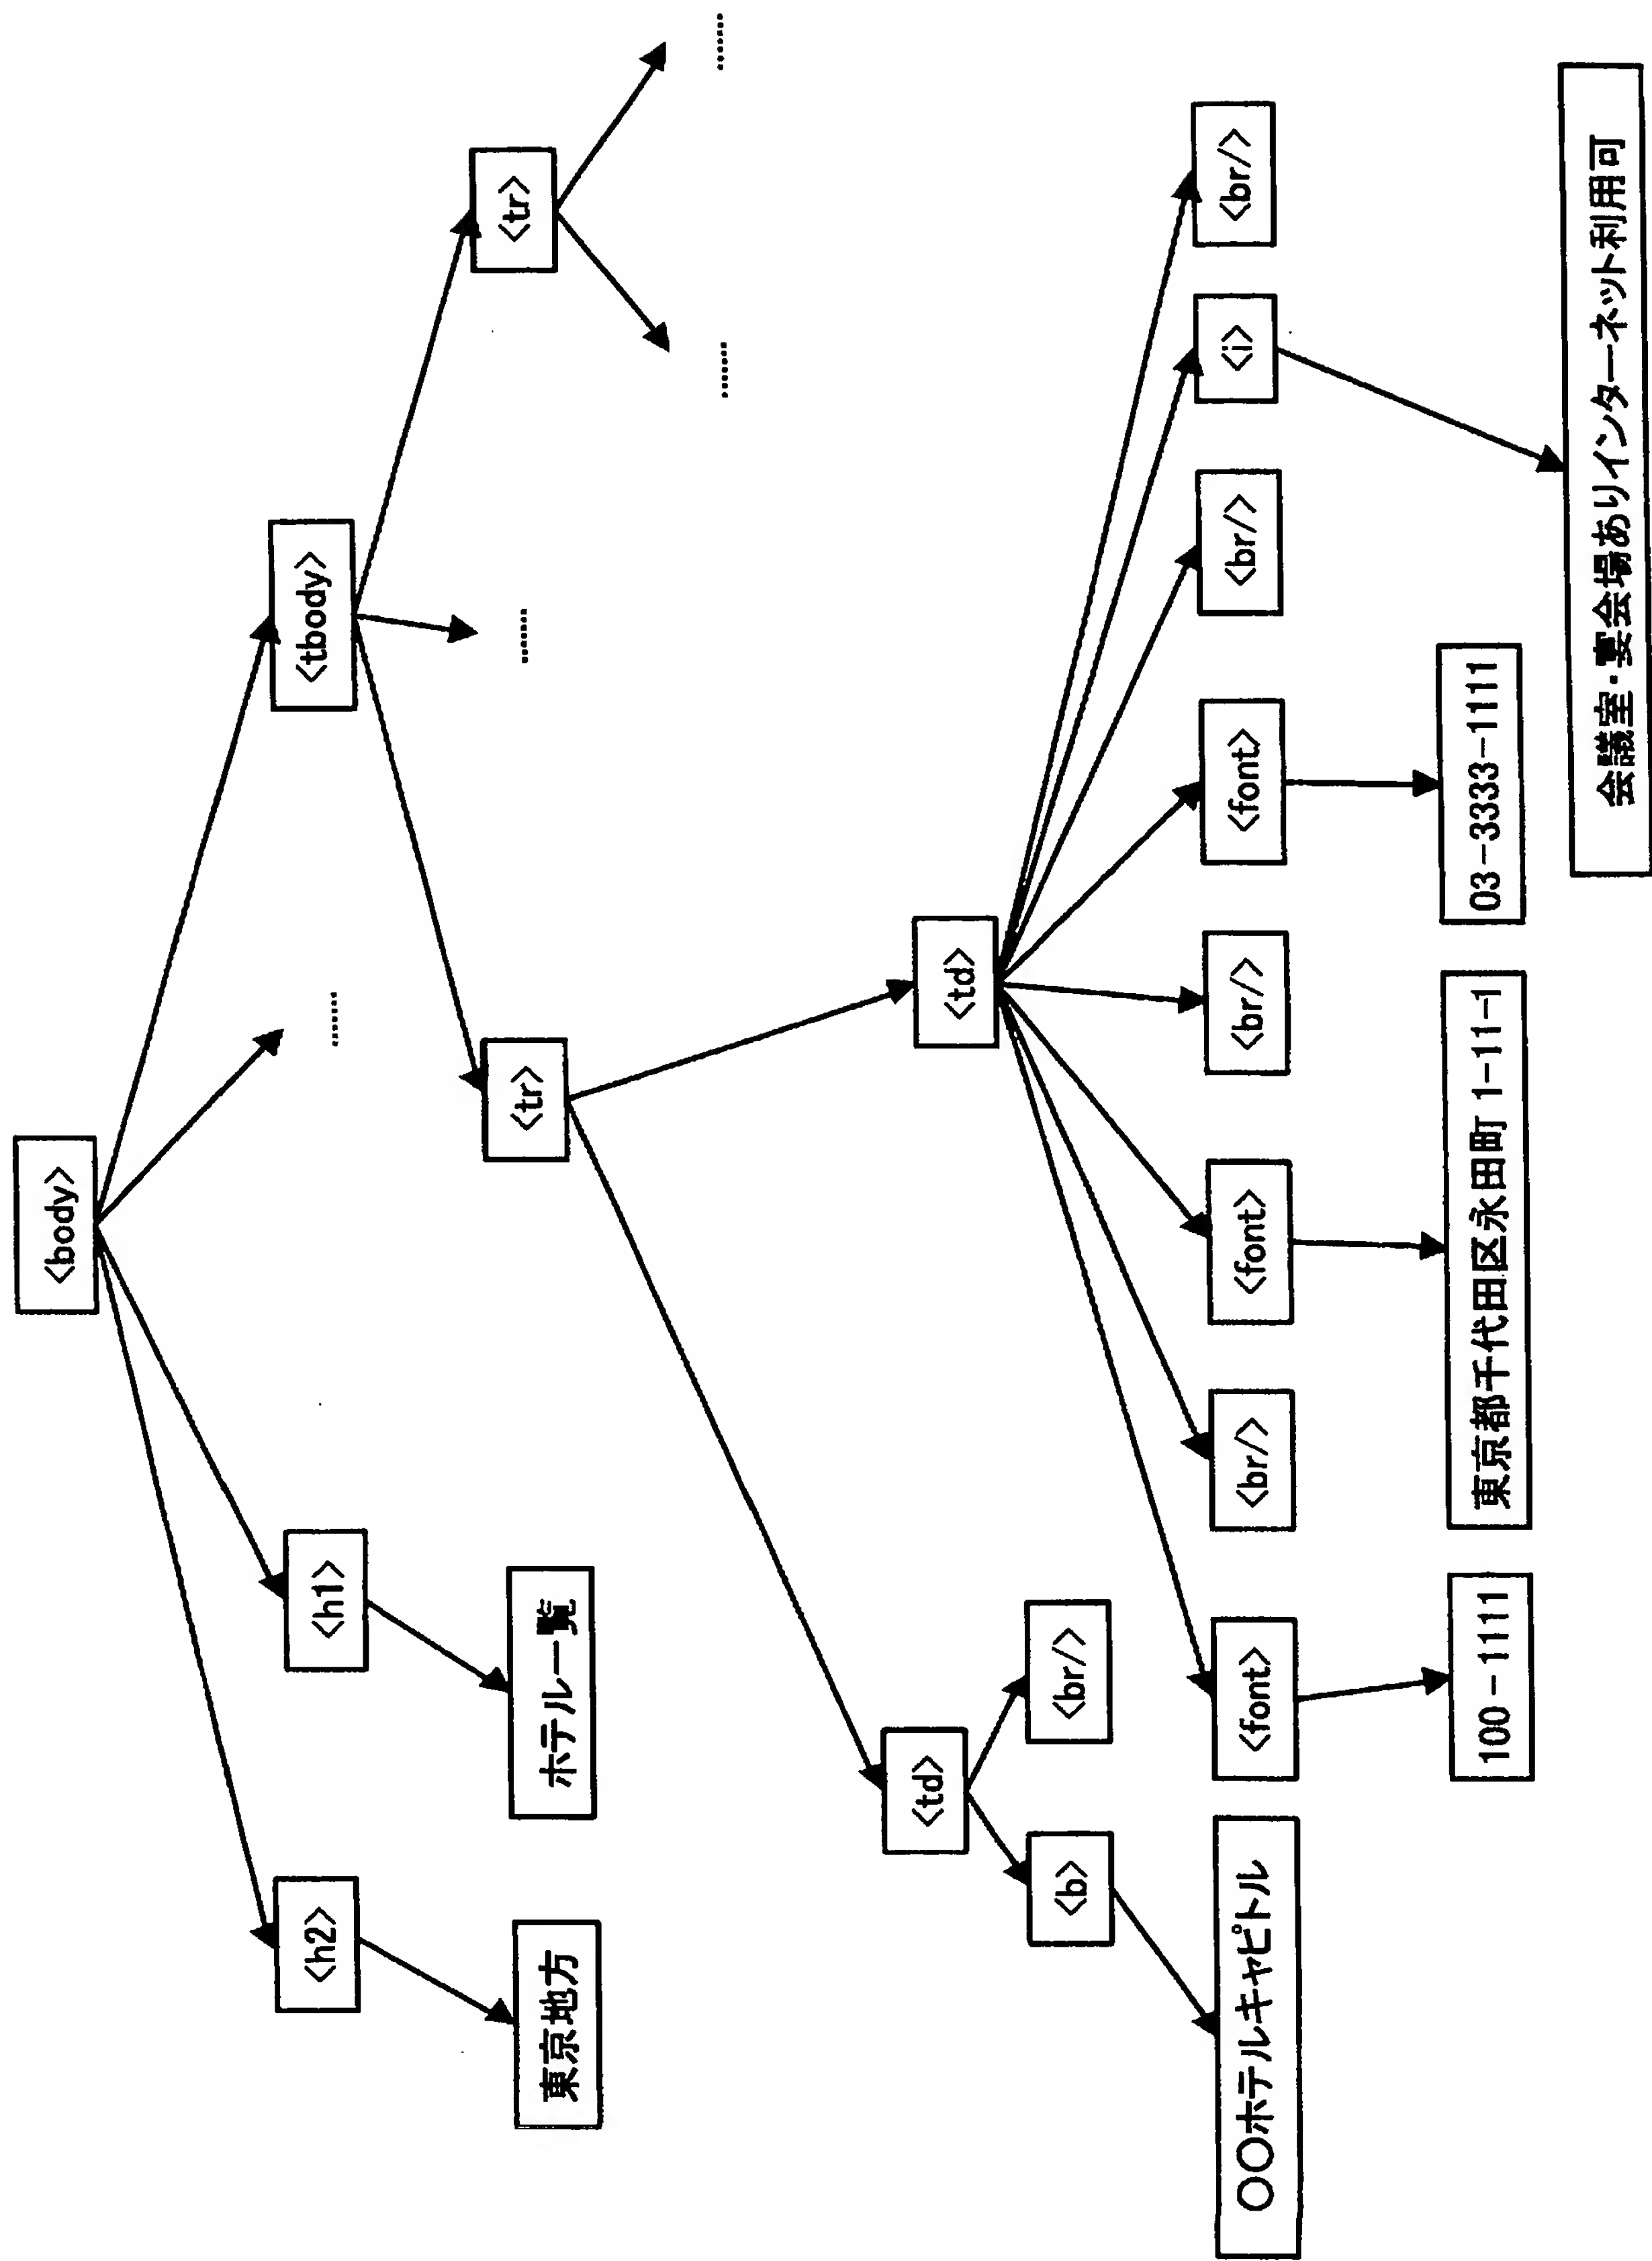 <body>
<h2>
<h1>
......
<tbody>
東京地方
ホテル一覧
<tr>
......
<tr>
......
......
<td>
<td>
<b>
<br/>
〇〇ホテルキャピトル
<font>
<br/>
<font>
<br/>
<font>
<br/>
<i>
<br/>
100-1111
東京都千代田区永田町 1-11-1
03-3333-1111
会議室・宴会場ありインターネット利用可